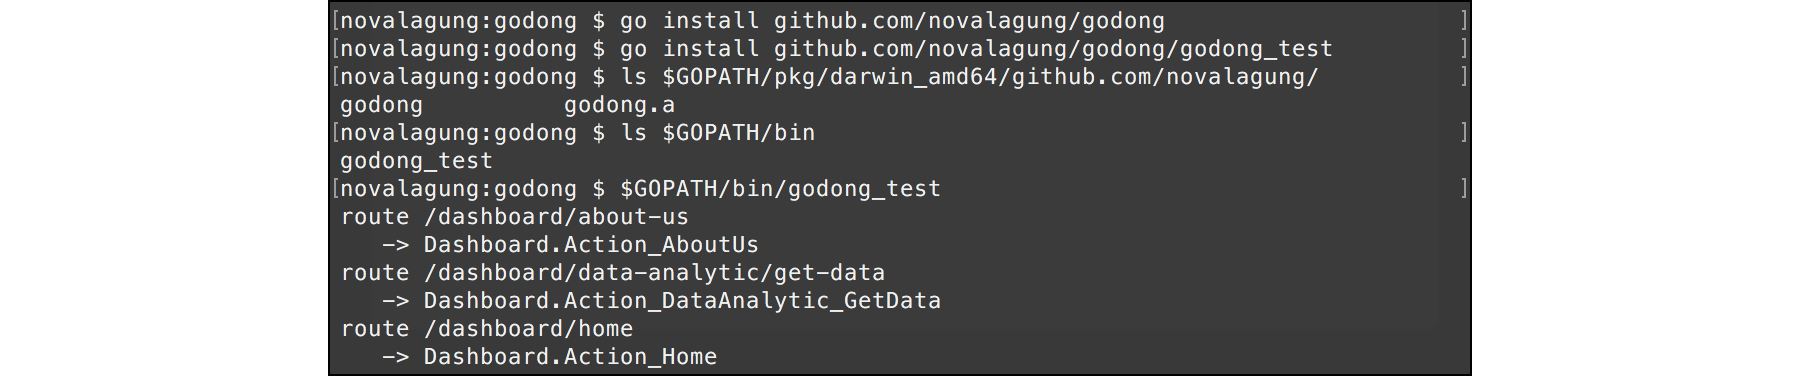 [novalagung:godong $ go install github.com/novalagung/godong ]
[novalagung:godong $ go install github.com/novalagung/godong/godong_test ]
[novalagung:godong $ ls $GOPATH/pkg/darwin_amd64/github.com/novalagung/ ]
godong          godong.a
[novalagung:godong $ ls $GOPATH/bin ]
godong_test
[novalagung:godong $ $GOPATH/bin/godong_test ]
route /dashboard/about-us
   -> Dashboard.Action_AboutUs
route /dashboard/data-analytic/get-data
   -> Dashboard.Action_DataAnalytic_GetData
route /dashboard/home
   -> Dashboard.Action_Home